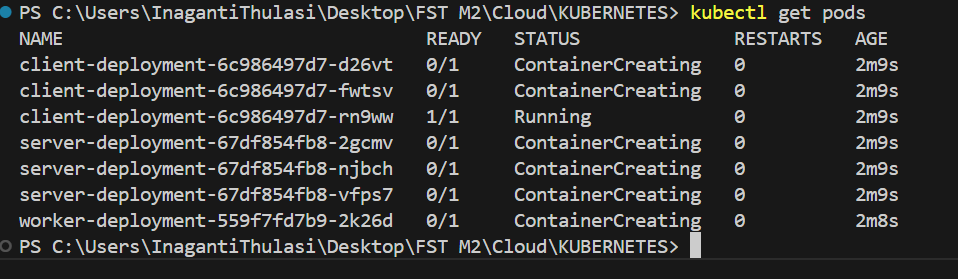 PS C:\Users\InagantiThulasi\Desktop\FST M2\Cloud\KUBERNETES> kubectl get pods
NAME READY STATUS RESTARTS AGE
client-deployment-6c986497d7-d26vt 0/1 ContainerCreating 0 2m9s
client-deployment-6c986497d7-fwtsv 0/1 ContainerCreating 0 2m9s
client-deployment-6c986497d7-rn9ww 1/1 Running 0 2m9s
server-deployment-67df854fb8-2gcmv 0/1 ContainerCreating 0 2m9s
server-deployment-67df854fb8-njbch 0/1 ContainerCreating 0 2m9s
server-deployment-67df854fb8-vfps7 0/1 ContainerCreating 0 2m9s
worker-deployment-559f7fd7b9-2k26d 0/1 ContainerCreating 0 2m8s
PS C:\Users\InagantiThulasi\Desktop\FST M2\Cloud\KUBERNETES>